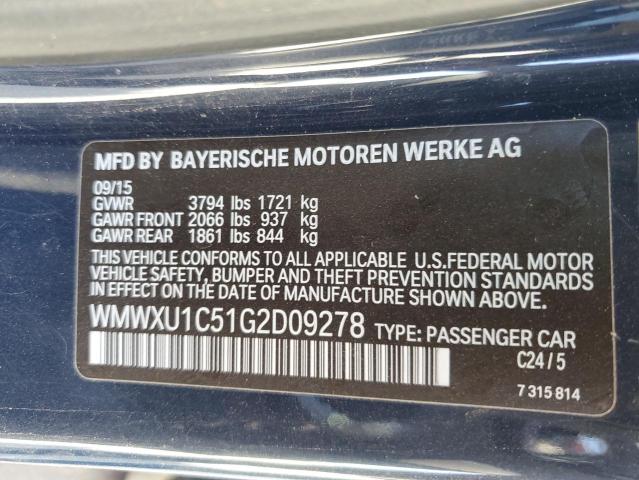 MFD BY BAYERISCHE MOTOREN WERKE AG
09/15
GVWR 3794 lbs 1721 kg
GAWR FRONT 2066 lbs 937 kg
GAWR REAR 1861 lbs 844 kg
THIS VEHICLE CONFORMS TO ALL APPLICABLE U.S.FEDERAL MOTOR
VEHICLE SAFETY, BUMPER AND THEFT PREVENTION STANDARDS
IN EFFECT ON THE DATE OF MANUFACTURE SHOWN ABOVE.
WMWXU1C51G2D09278 TYPE: PASSENGER CAR
C24/5
7 315 814